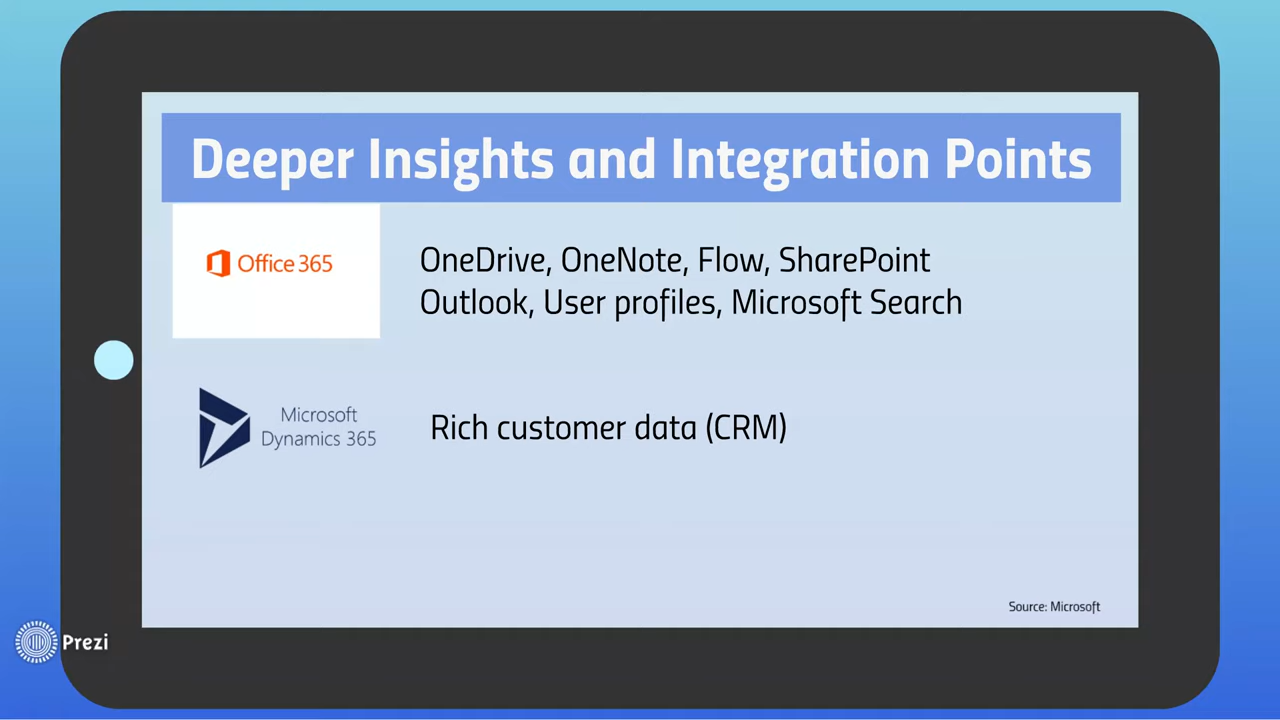 Deeper Insights and Integration Points
Office 365
OneDrive, OneNote, Flow, SharePoint
Outlook, User profiles, Microsoft Search
Microsoft
Dynamics 365
Rich customer data (CRM)
Source: Microsoft
Prezi